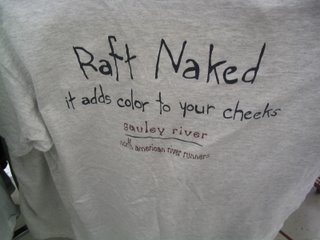 Raft Naked
it adds color to your cheeks
gauley river
north american river runners